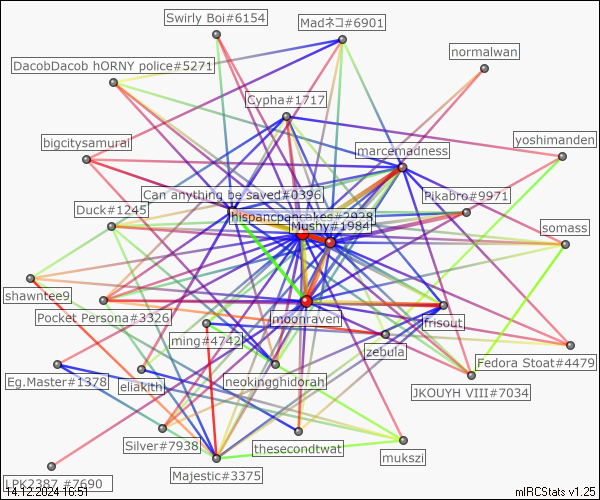 Swirly Boi#6154
Madネコ#6901
normalwan
DacobDacob hORNY police#5271
Cypha#1717
yoshimanden
bigcitysamurai
marcemadness
Can anything be saved#0396
Pikabro#9971
Duck#1245
hispancpancakes#2928
Mushy#1984
somass
shawntee9
Pocket Persona#3326
moonraven
frisout
ming#4742
zebula
Fedora Stoat#4479
Eg.Master#1378
eliakith
neokingghidorah
JKOUYH VIII#7034
Silver#7938
thesecondtwat
mukszi
Majestic#3375
LPK2387_#7690
14.12.2024 16:51
mIRCStats v1.25